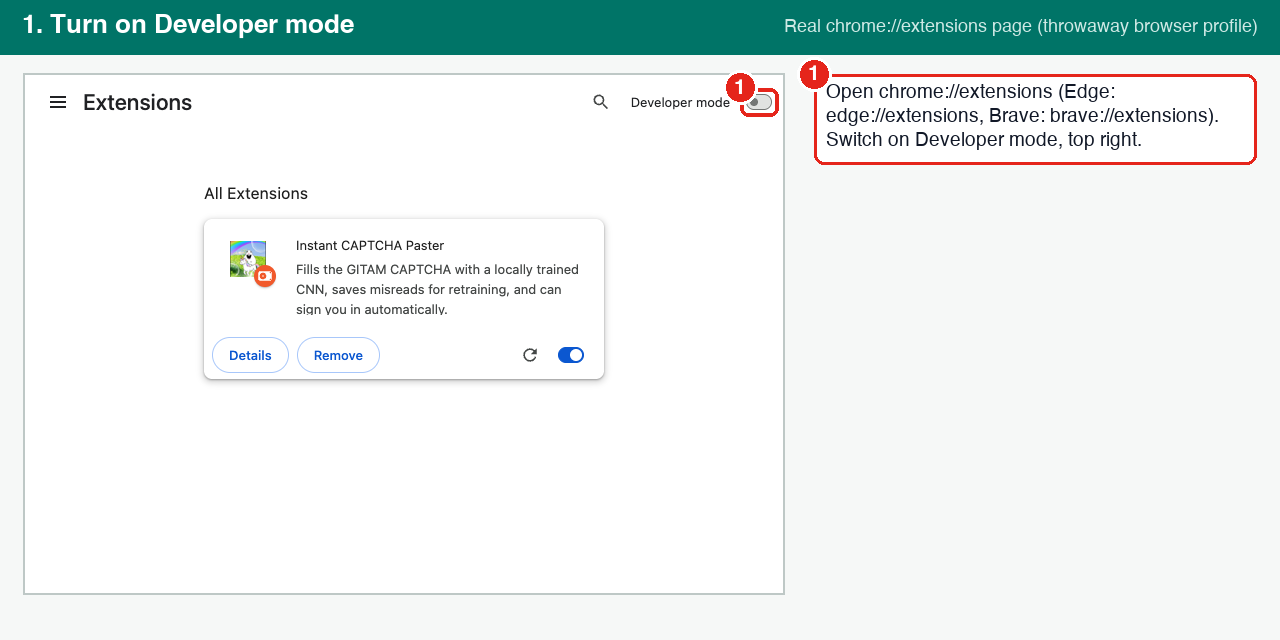 1. Turn on Developer mode
Real chrome://extensions page (throwaway browser profile)
Extensions
Developer mode
1
1
Open chrome://extensions (Edge:
edge://extensions, Brave: brave://extensions).
Switch on Developer mode, top right.
All Extensions
Instant CAPTCHA Paster
Fills the GITAM CAPTCHA with a locally trained
CNN, saves misreads for retraining, and can
sign you in automatically.
Details
Remove